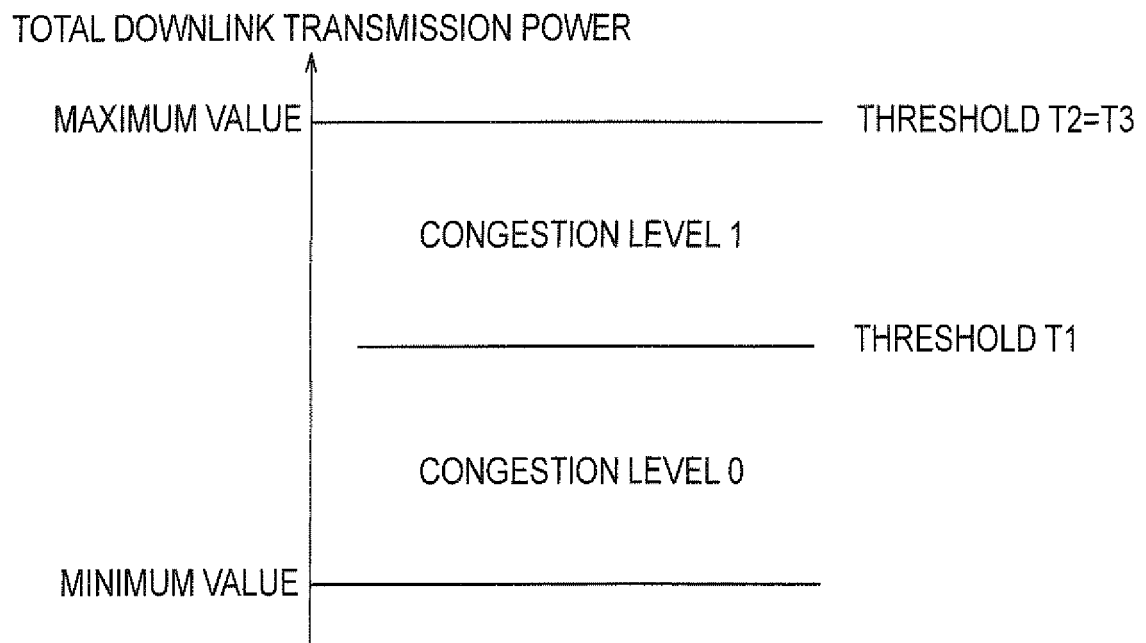 TOTAL DOWNLINK TRANSMISSION POWER
MAXIMUM VALUE
THRESHOLD T2=T3
CONGESTION LEVEL 1
THRESHOLD T1
CONGESTION LEVEL 0
MINIMUM VALUE